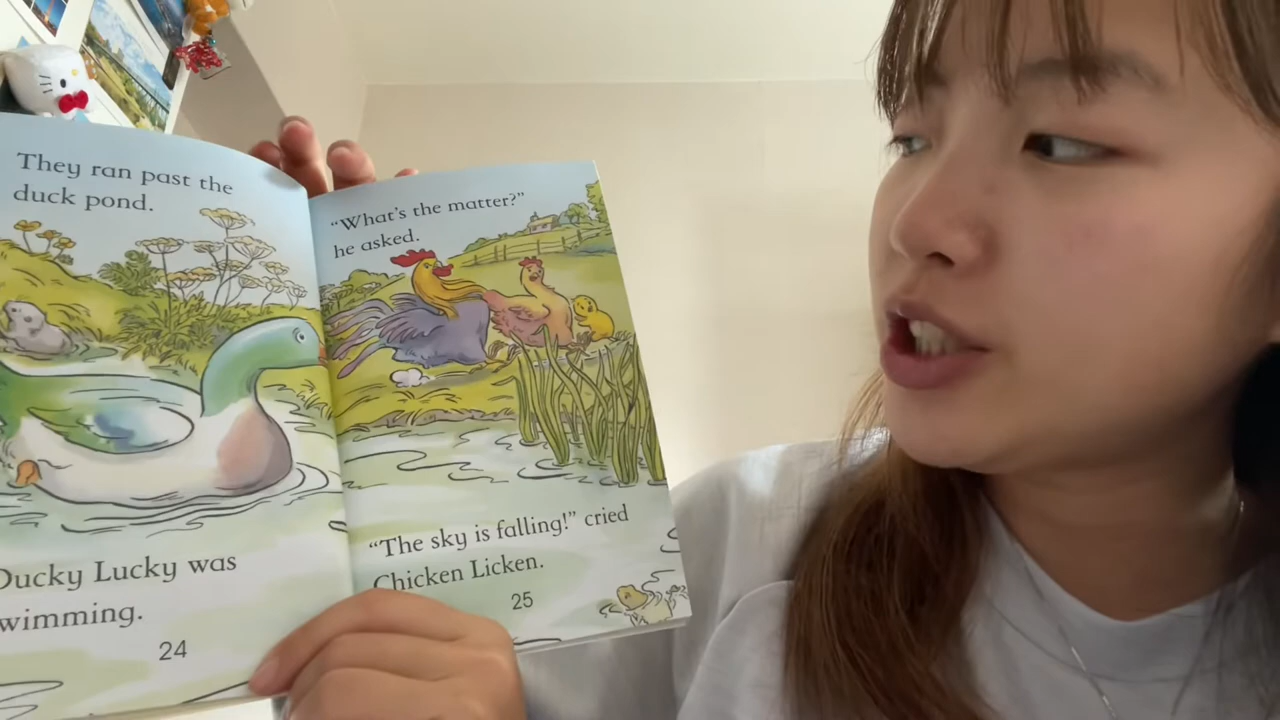 They ran past the
duck pond.
Ducky Lucky was
wimming.
24
“What’s the matter?”
he asked.
“The sky is falling!” cried
Chicken Licken.
25